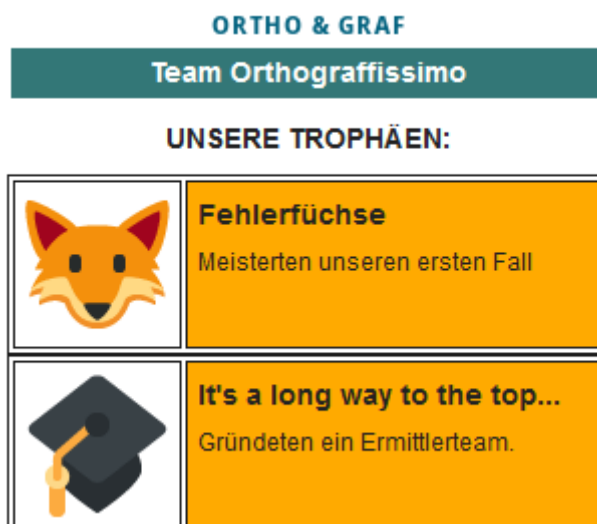 ORTHO & GRAF
Team Orthograffissimo
UNSERE TROPHÄEN:
Fehlerfüchse
Meisterten unseren ersten Fall
It's a long way to the top...
Gründeten ein Ermittlerteam.